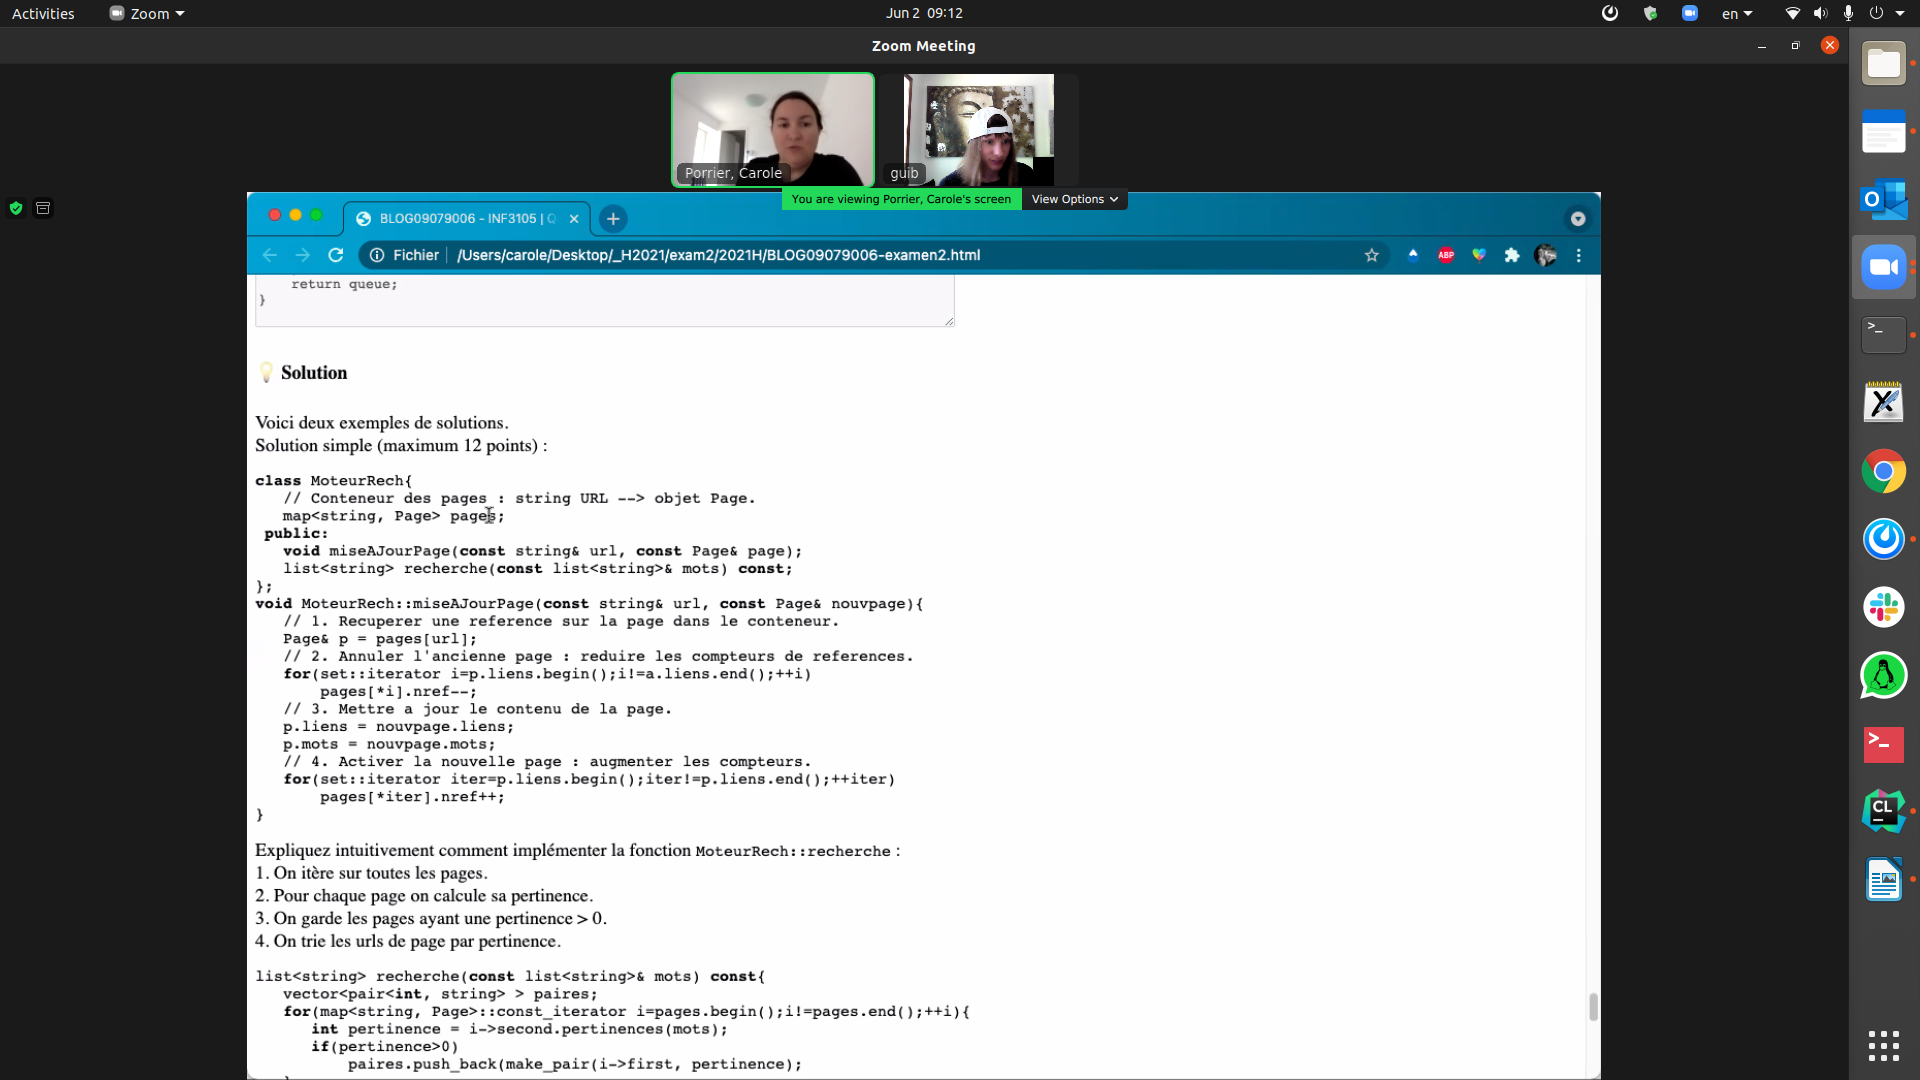 Activities Zoom Jun 2 09:12 en
Zoom Meeting
Porrier, Carole guib
You are viewing Porrier, Carole's screen View Options
BLOG09079006 - INF3105 | Q
Fichier /Users/carole/Desktop/_H2021/exam2/2021H/BLOG09079006-examen2.html
ABP
return queue;
}
Solution
Voici deux exemples de solutions.
Solution simple (maximum 12 points) :
class MoteurRech{
// Conteneur des pages : string URL --> objet Page.
map<string, Page> pages;
public:
void miseAJourPage(const string& url, const Page& page);
list<string> recherche(const list<string>& mots) const;
};
void MoteurRech::miseAJourPage(const string& url, const Page& nouvpage){
// 1. Recuperer une reference sur la page dans le conteneur.
Page& p = pages[url];
// 2. Annuler l'ancienne page : reduire les compteurs de references.
for(set::iterator i=p.liens.begin();i!=a.liens.end();++i)
pages[*i].nref--;
// 3. Mettre a jour le contenu de la page.
p.liens = nouvpage.liens;
p.mots = nouvpage.mots;
// 4. Activer la nouvelle page : augmenter les compteurs.
for(set::iterator iter=p.liens.begin();iter!=p.liens.end();++iter)
pages[*iter].nref++;
}
Expliquez intuitivement comment implémenter la fonction MoteurRech::recherche :
1. On itère sur toutes les pages.
2. Pour chaque page on calcule sa pertinence.
3. On garde les pages ayant une pertinence > 0.
4. On trie les urls de page par pertinence.
list<string> recherche(const list<string>& mots) const{
vector<pair<int, string> > paires;
for(map<string, Page>::const_iterator i=pages.begin();i!=pages.end();++i){
int pertinence = i->second.pertinences(mots);
if(pertinence>0)
paires.push_back(make_pair(i->first, pertinence);